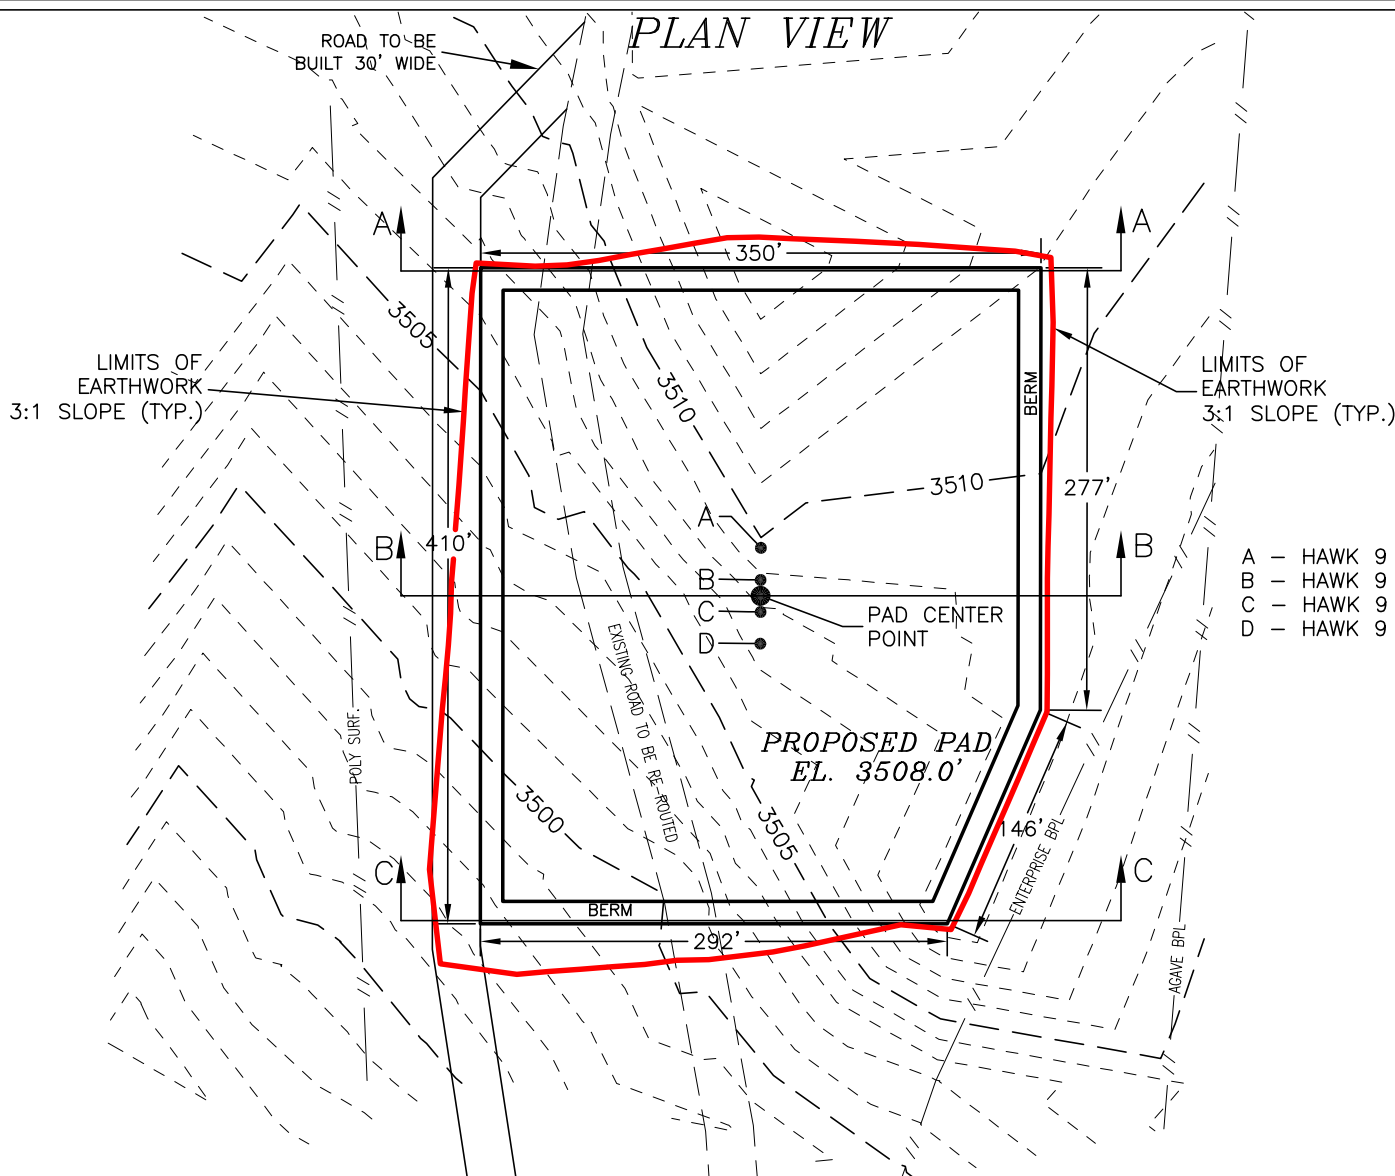 PLAN VIEW
ROAD TO BE
BUILT 30' WIDE
A
A
350'
3505
LIMITS OF
EARTHWORK
3:1 SLOPE (TYP.)
3510
BERM
LIMITS OF
EARTHWORK
3:1 SLOPE (TYP.)
3510
277'
A
B
410'
B
B
C
D
PAD CENTER
POINT
A - HAWK 9
B - HAWK 9
C - HAWK 9
D - HAWK 9
EXISTING ROAD TO BE RE-ROUTED
POLY SURF.
PROPOSED PAD
EL. 3508.0'
3500
3505
146'
ENTERPRISE BPL
C
C
BERM
292'
AGAVE BPL